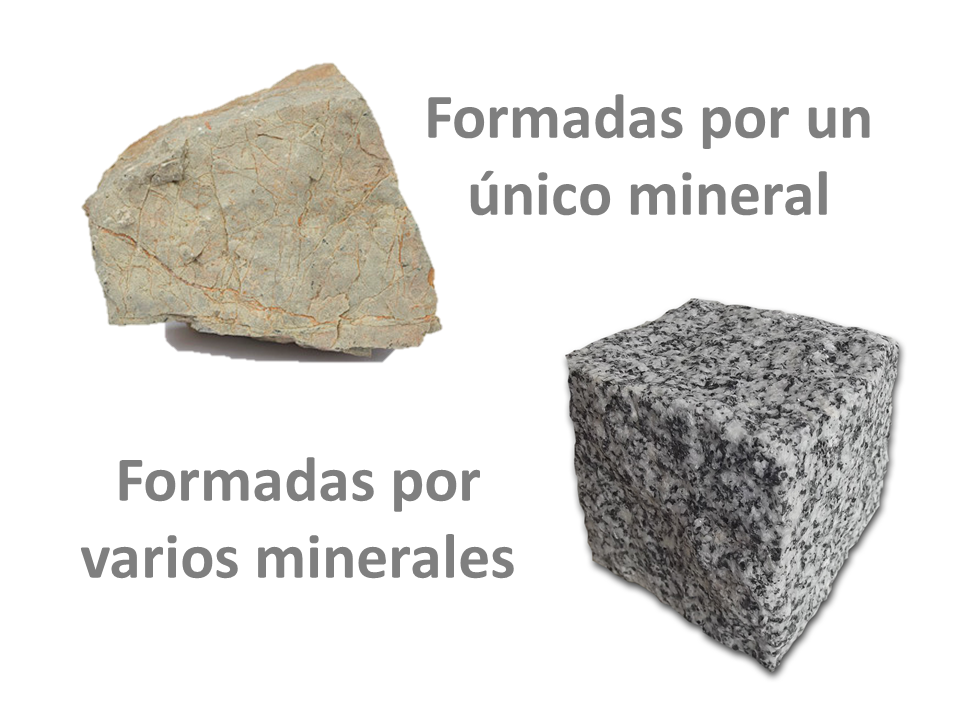 Formadas por un
único mineral
Formadas por
varios minerales